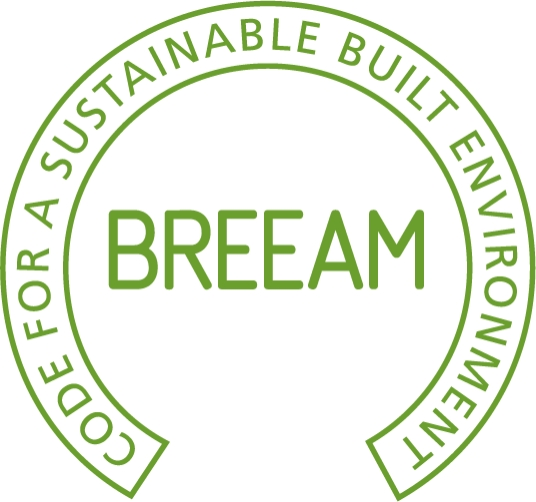 CODE FOR A SUSTAINABLE BUILT ENVIRONMENT
BREEAM